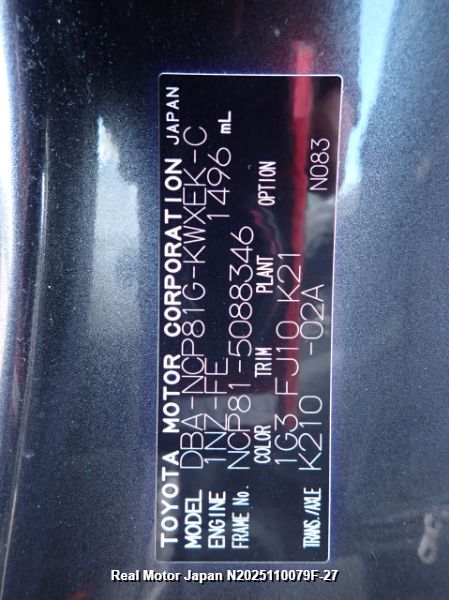 TOYOTA MOTOR CORPORATION JAPAN
MODEL DBA-NCP81G-KWXEK-C
ENGINE 1NZ-FE 1496 mL
FRAME No. NCP81-5088346
COLOR TRIM PLANT OPTION
1G3 FJ10 K21
TRANS./AXLE K210 -02A N083
Real Motor Japan N2025110079F-27